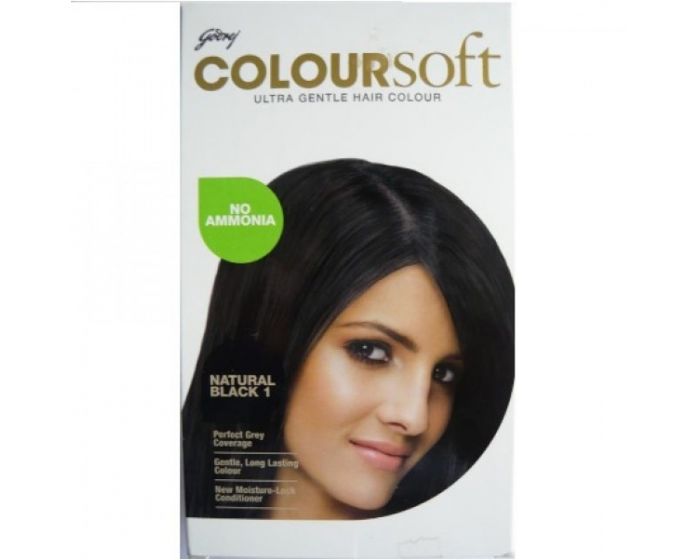 Godrej
COLOURsoft
ULTRA GENTLE HAIR COLOUR
NO
AMMONIA
NATURAL
BLACK 1
Perfect Grey
Coverage
Gentle, Long Lasting
Colour
New Moisture-Lock
Conditioner